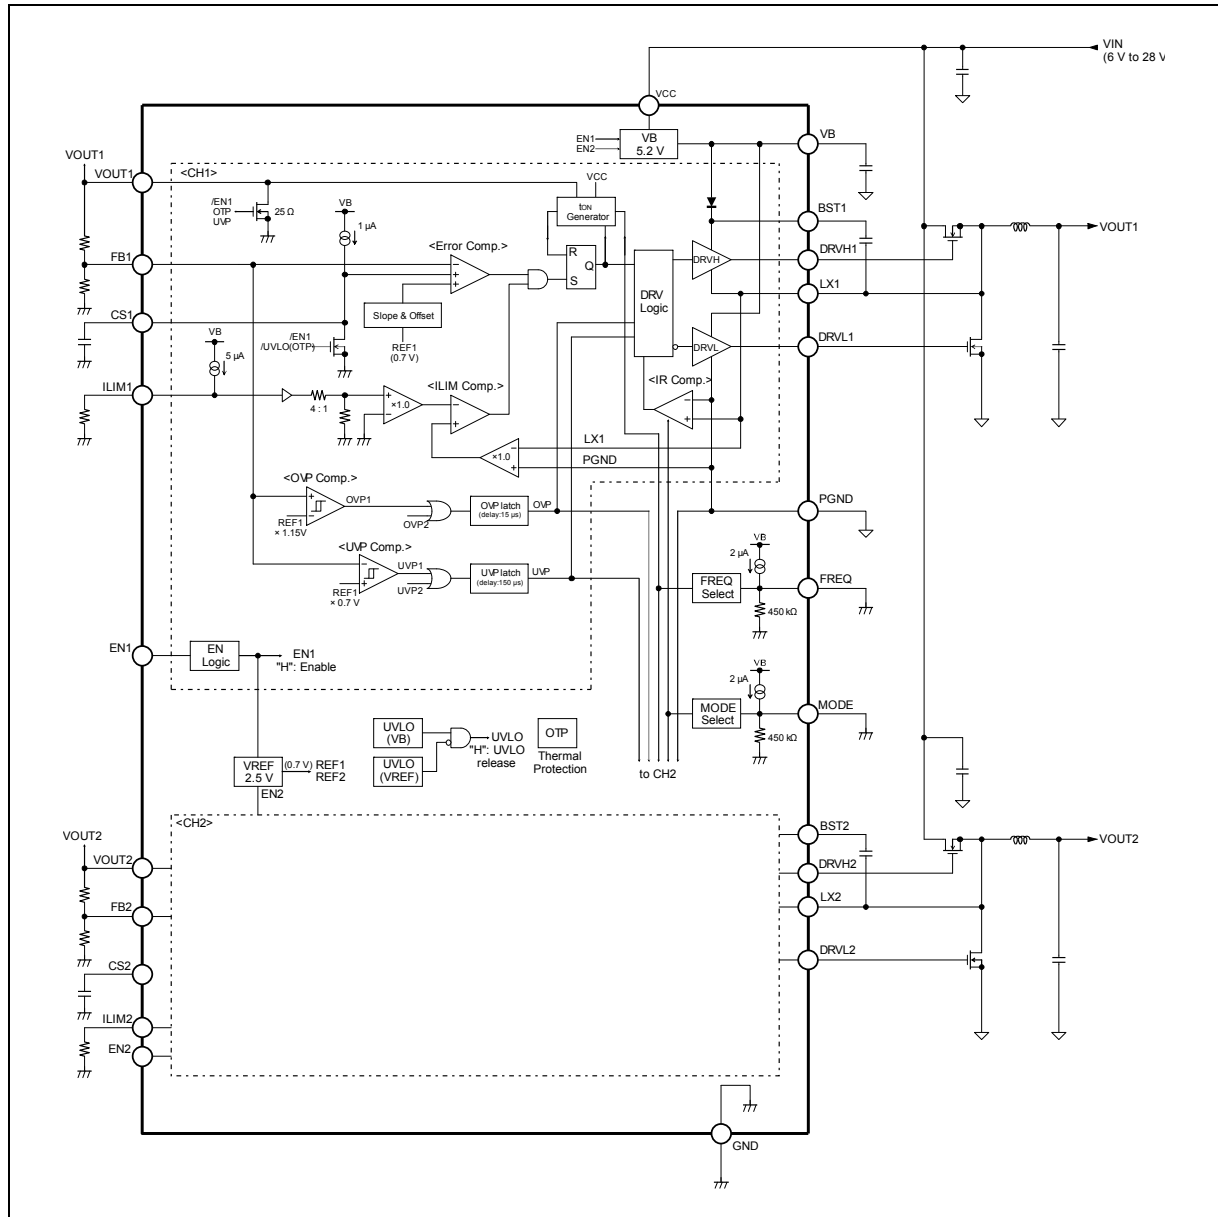 VIN
(6 V to 28 V
VCC
EN1
EN2
VB
5.2 V
VB
VOUT1
VOUT1
<CH1>
VCC
tON
Generator
/EN1
OTP
UVP
25 Ω
VB
1 µA
BST1
VOUT1
<Error Comp.>
R
Q
S
DRVH
DRVH1
FB1
LX1
DRV
Logic
Slope & Offset
CS1
REF1
(0.7 V)
/EN1
/UVLO(OTP)
VB
5 µA
DRVL
DRVL1
<ILIM Comp.>
<IR Comp.>
ILIM1
4 : 1
×1.0
LX1
PGND
×1.0
<OVP Comp.>
OVP1
REF1
× 1.15V
OVP2
OVP latch
(delay:15 µs)
OVP
PGND
<UVP Comp.>
UVP1
REF1
× 0.7 V
UVP2
UVP latch
(delay:150 µs)
UVP
VB
2 µA
FREQ
Select
FREQ
450 kΩ
EN1
EN
Logic
EN1
"H": Enable
VB
2 µA
MODE
Select
MODE
450 kΩ
UVLO
(VB)
UVLO
"H": UVLO
release
UVLO
(VREF)
OTP
Thermal
Protection
VREF
2.5 V
(0.7 V)
REF1
REF2
EN2
to CH2
<CH2>
VOUT2
VOUT2
FB2
CS2
ILIM2
EN2
BST2
VOUT2
DRVH2
LX2
DRVL2
GND